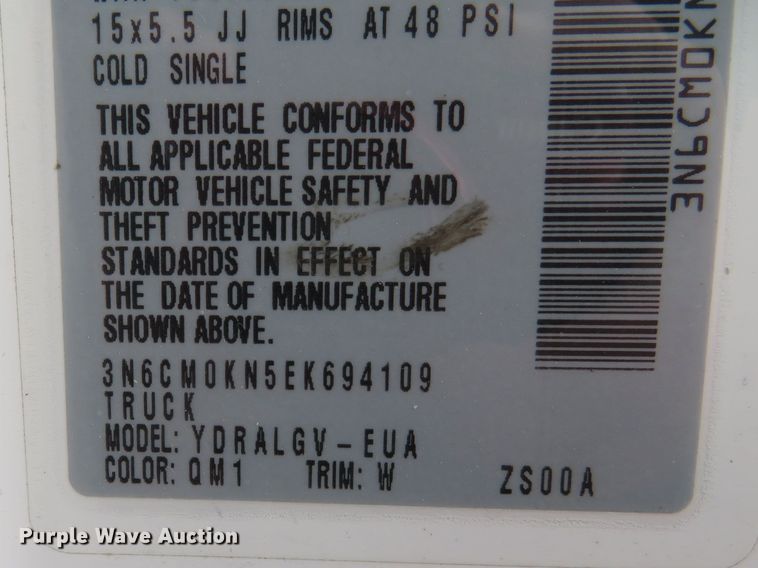 15x5.5 JJ RIMS AT 48 PSI
COLD SINGLE
THIS VEHICLE CONFORMS TO
ALL APPLICABLE FEDERAL
MOTOR VEHICLE SAFETY AND
THEFT PREVENTION
STANDARDS IN EFFECT ON
THE DATE OF MANUFACTURE
SHOWN ABOVE.
3N6CM0KN5EK694109
TRUCK
MODEL: YDRALGV-EUA
COLOR: QM1 TRIM: W ZS00A
3N6CM0KN
Purple Wave Auction